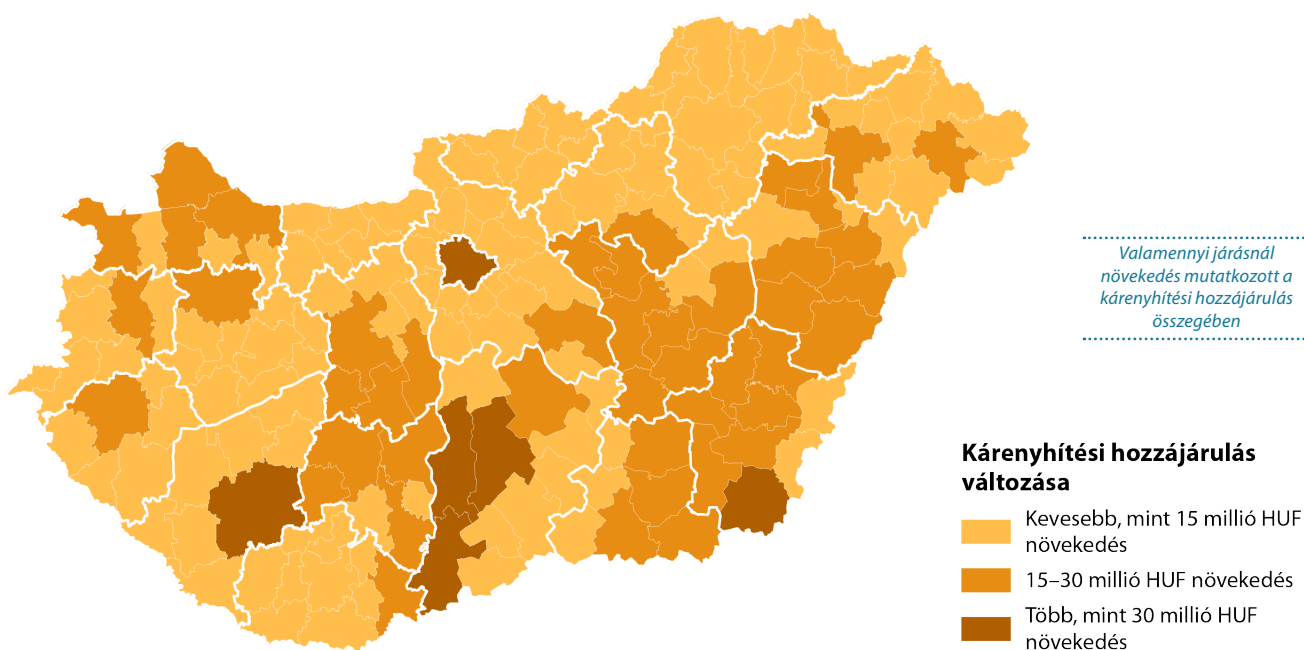 Valamennyi járásnál
növekedés mutatkozott a
kárenyhítési hozzájárulás
összegében
Kárenyhítési hozzájárulás
változása
Kevesebb, mint 15 millió HUF
növekedés
15–30 millió HUF növekedés
Több, mint 30 millió HUF
növekedés